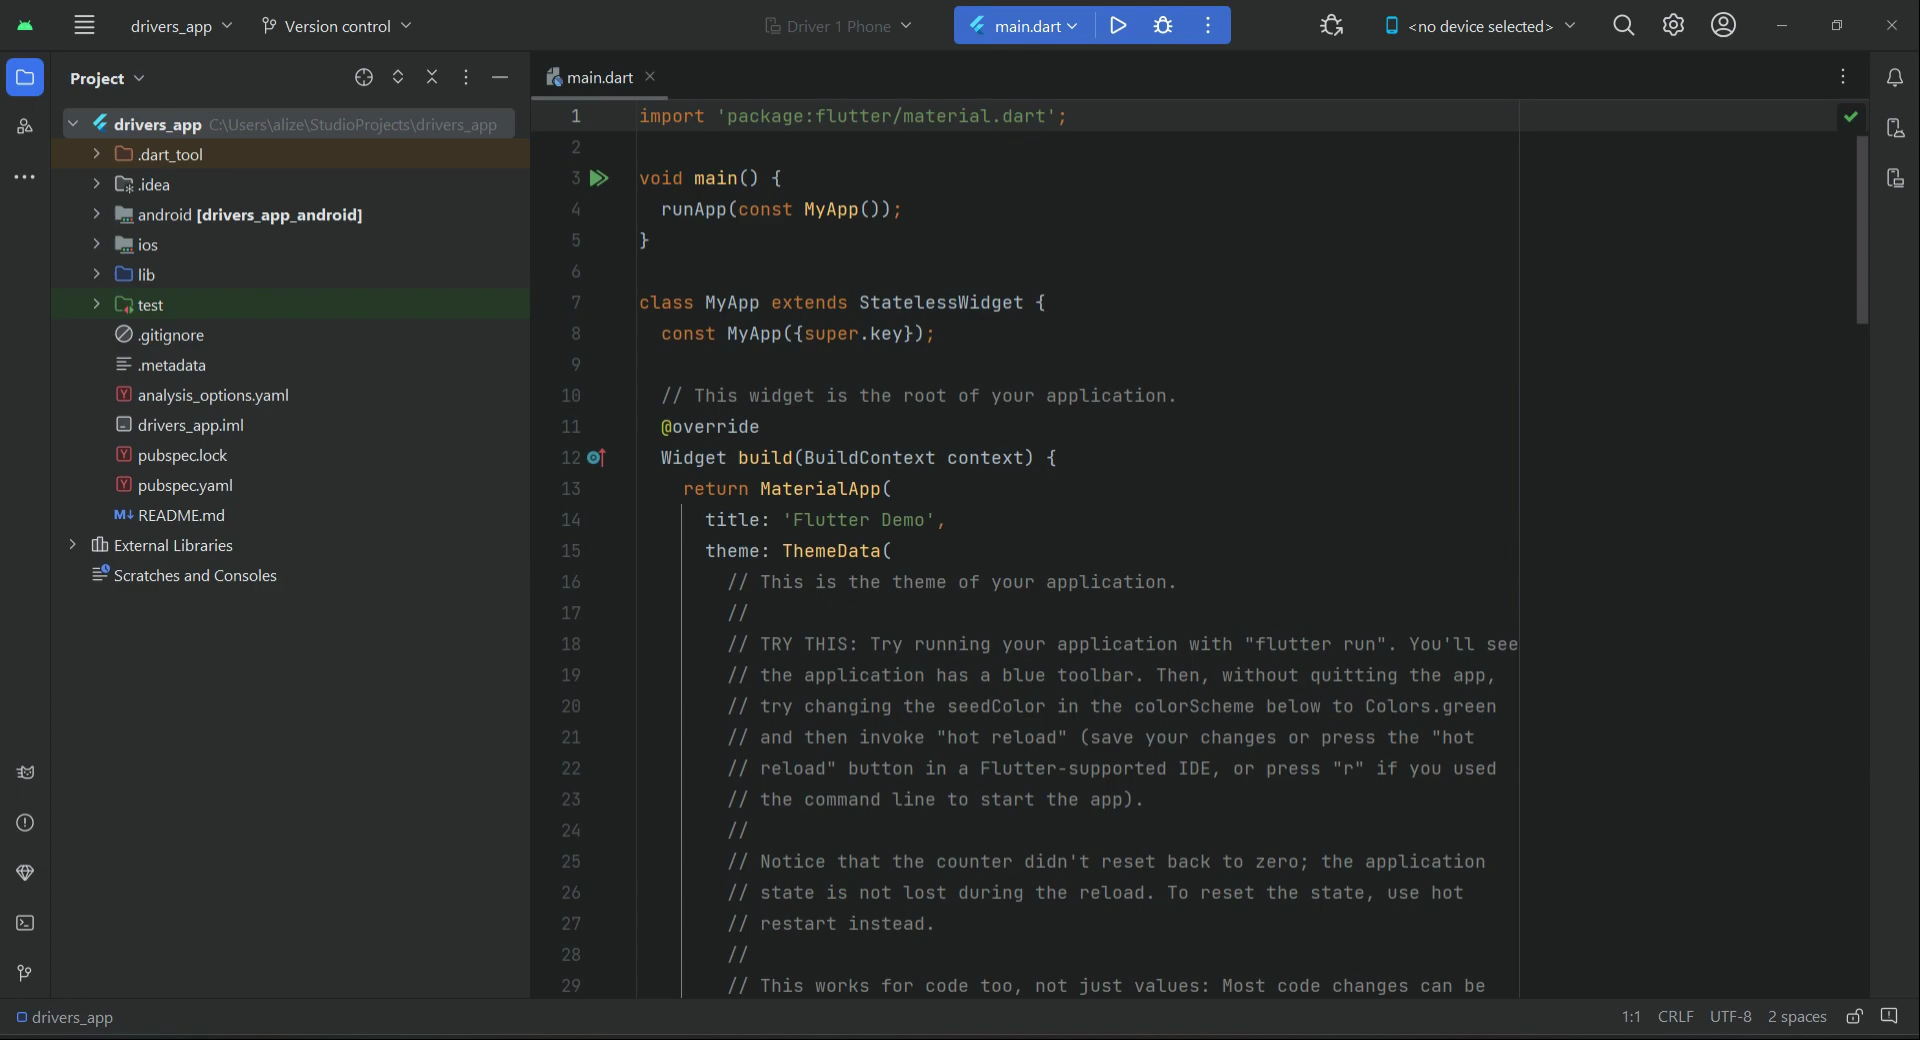 drivers_app
Version control
Driver 1 Phone
main.dart
<no device selected>
Project
main.dart
drivers_app C:\Users\alize\StudioProjects\drivers_app
.dart_tool
.idea
android [drivers_app_android]
ios
lib
test
.gitignore
.metadata
analysis_options.yaml
drivers_app.iml
pubspec.lock
pubspec.yaml
README.md
External Libraries
Scratches and Consoles
1 import 'package:flutter/material.dart';
2
3 void main() {
4   runApp(const MyApp());
5 }
6
7 class MyApp extends StatelessWidget {
8   const MyApp({super.key});
9
10   // This widget is the root of your application.
11   @override
12   Widget build(BuildContext context) {
13     return MaterialApp(
14       title: 'Flutter Demo',
15       theme: ThemeData(
16         // This is the theme of your application.
17         //
18         // TRY THIS: Try running your application with "flutter run". You'll see
19         // the application has a blue toolbar. Then, without quitting the app,
20         // try changing the seedColor in the colorScheme below to Colors.green
21         // and then invoke "hot reload" (save your changes or press the "hot
22         // reload" button in a Flutter-supported IDE, or press "r" if you used
23         // the command line to start the app).
24         //
25         // Notice that the counter didn't reset back to zero; the application
26         // state is not lost during the reload. To reset the state, use hot
27         // restart instead.
28         //
29         // This works for code too, not just values: Most code changes can be
drivers_app
1:1 CRLF UTF-8 2 spaces